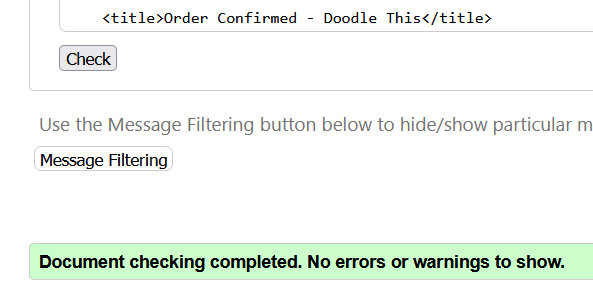 <title>Order Confirmed - Doodle This</title>
Check
Use the Message Filtering button below to hide/show particular m
Message Filtering
Document checking completed. No errors or warnings to show.